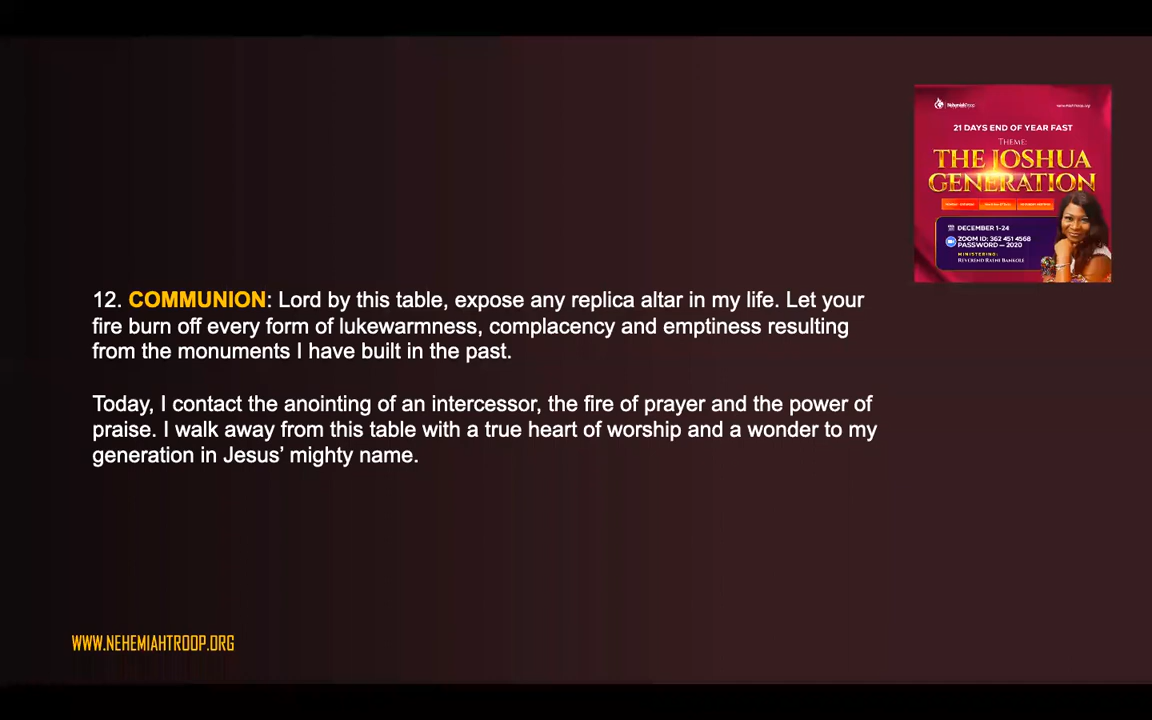 NehemiahTroop
21 DAYS END OF YEAR FAST
THEME:
THE JOSHUA
GENERATION
DECEMBER 1-24
ZOOM ID: 362 451 4568
PASSWORD — 2020
MINISTERING:
12. COMMUNION: Lord by this table, expose any replica altar in my life. Let your
fire burn off every form of lukewarmness, complacency and emptiness resulting
from the monuments I have built in the past.
Today, I contact the anointing of an intercessor, the fire of prayer and the power of
praise. I walk away from this table with a true heart of worship and a wonder to my
generation in Jesus’ mighty name.
WWW.NEHEMIAHTROOP.ORG